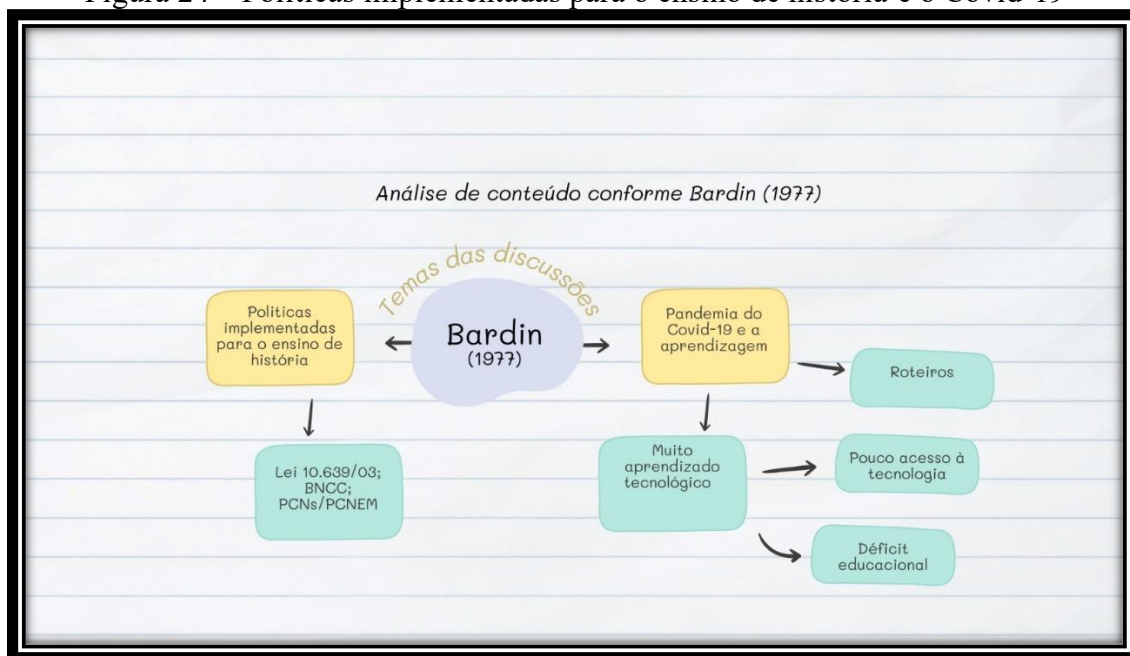 Figura 24 – Políticas implementadas para o ensino de história e o Covid-19
Análise de conteúdo conforme Bardin (1977)
Temas das discussões
Bardin
(1977)
Politicas
implementadas
para o ensino de
história
Lei 10.639/03;
BNCC;
PCNs/PCNEM
Pandemia do
Covid-19 e a
aprendizagem
Roteiros
Muito
aprendizado
tecnológico
Pouco acesso à
tecnologia
Déficit
educacional